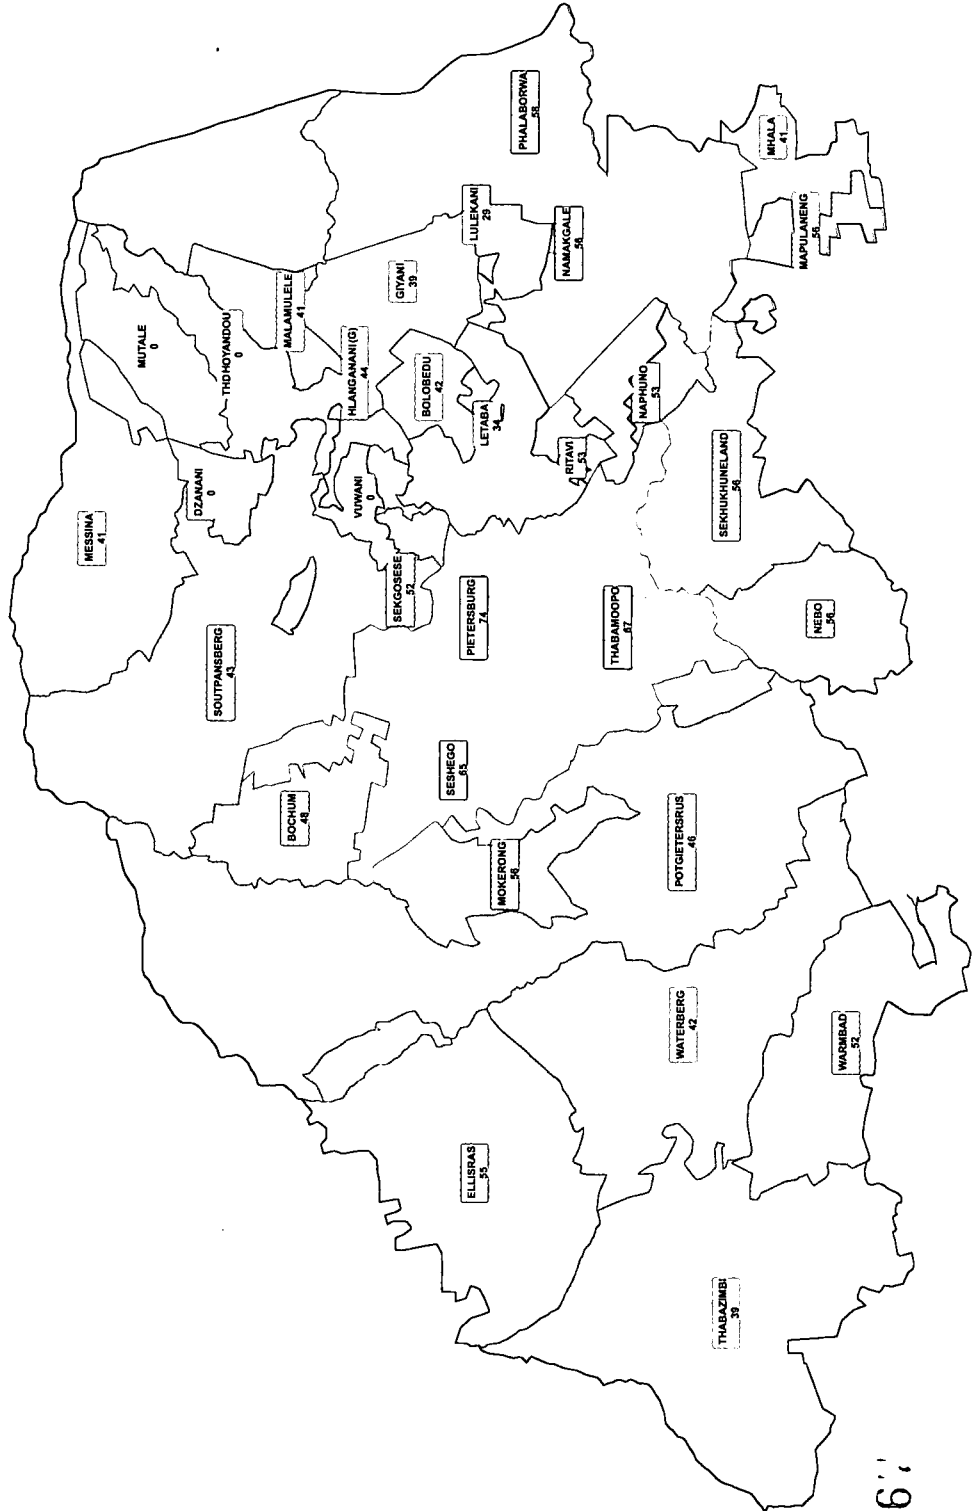 MESSINA
41
MUTALE
0
DZANANI
0
THDHOYANDOU
0
SOUTPANSBERG
43
MALAMULELE
41
BOCHUM
48
VUWANI
0
HLANGANANI(G)
44
SEKGOSESE
52
GIYANI
39
BOLOBEDU
42
SESHEGO
65
PIETERSBURG
74
LETABA
34
LULEKANI
29
PHALABORWA
58
ELLISRAS
55
MOKERONG
56
NAMAKGALE
56
RITAVI
53
THABAMOOPO
67
NAPHUNO
53
WATERBERG
42
POTGIETERSRUS
46
SEKHUKHUNELAND
56
MHALA
41
THABAZIMBI
39
NEBO
56
MAPULANENG
56
WARMBAD
52